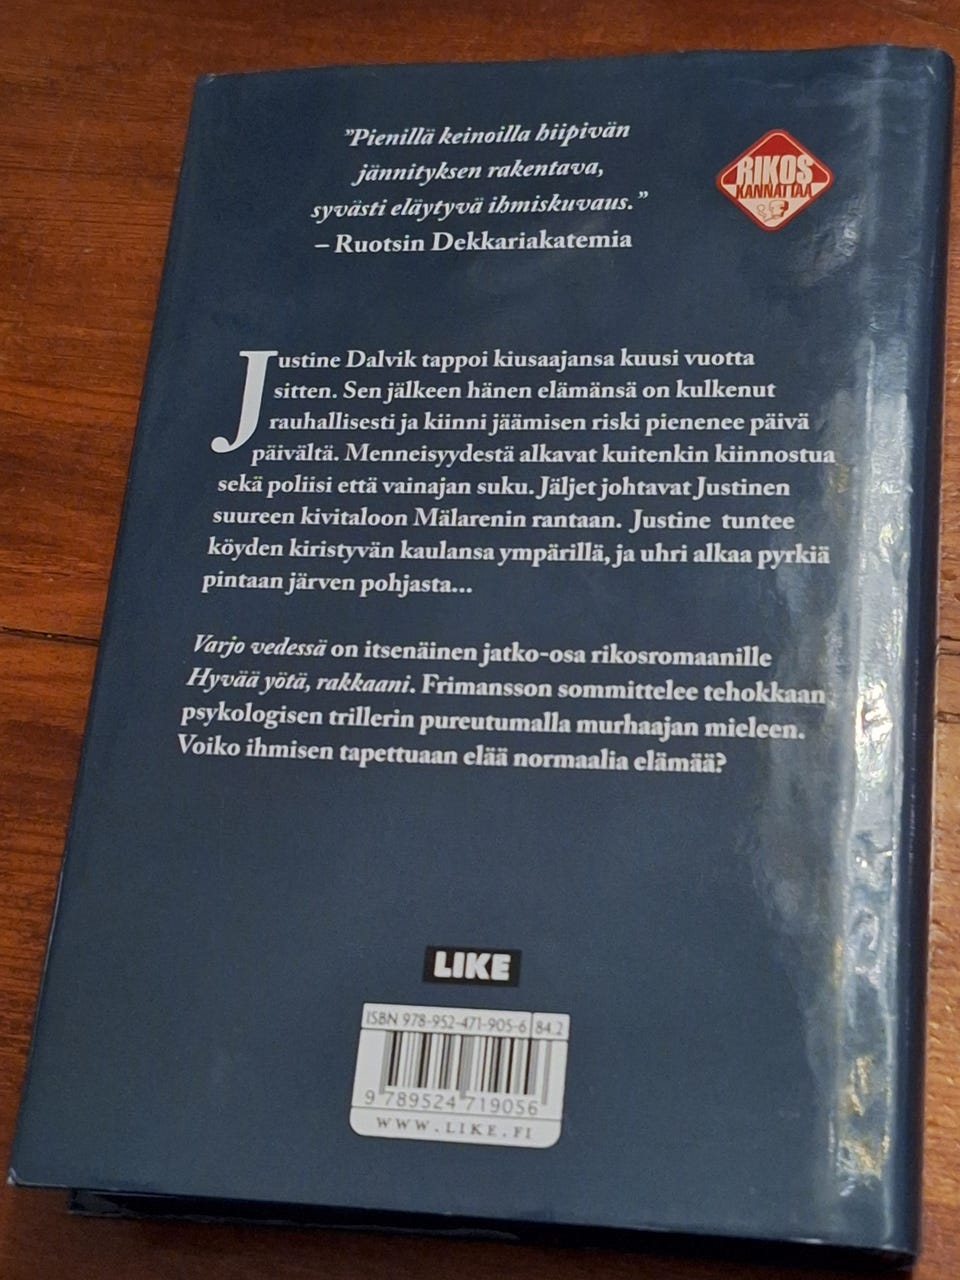 ”Pienillä keinoilla hiipivän
jännityksen rakentava,
syvästi eläytyvä ihmiskuvaus.”
– Ruotsin Dekkariakatemia
RIKOS
KANNATTAA
Justine Dalvik tappoi kiusaajansa kuusi vuotta
sitten. Sen jälkeen hänen elämänsä on kulkenut
rauhallisesti ja kiinni jäämisen riski pienenee päivä
päivältä. Menneisyydestä alkavat kuitenkin kiinnostua
sekä poliisi että vainajan suku. Jäljet johtavat Justinen
suureen kivitaloon Mälarenin rantaan. Justine tuntee
köyden kiristyvän kaulansa ympärillä, ja uhri alkaa pyrkiä
pintaan järven pohjasta...
Varjo vedessä on itsenäinen jatko-osa rikosromaanille
Hyvää yötä, rakkaani. Frimansson sommittelee tehokkaan
psykologisen trillerin pureutumalla murhaajan mieleen.
Voiko ihmisen tapettuaan elää normaalia elämää?
LIKE
ISBN 978-952-471-905-6 84.2
9 789524 719056
WWW.LIKE.FI